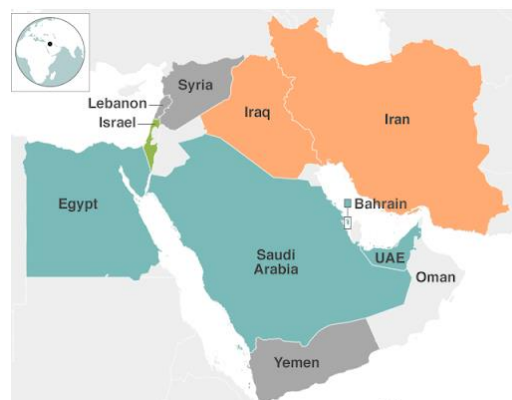 Syria
Lebanon
Israel
Iraq
Iran
Egypt
Bahrain
Saudi
Arabia
UAE
Oman
Yemen